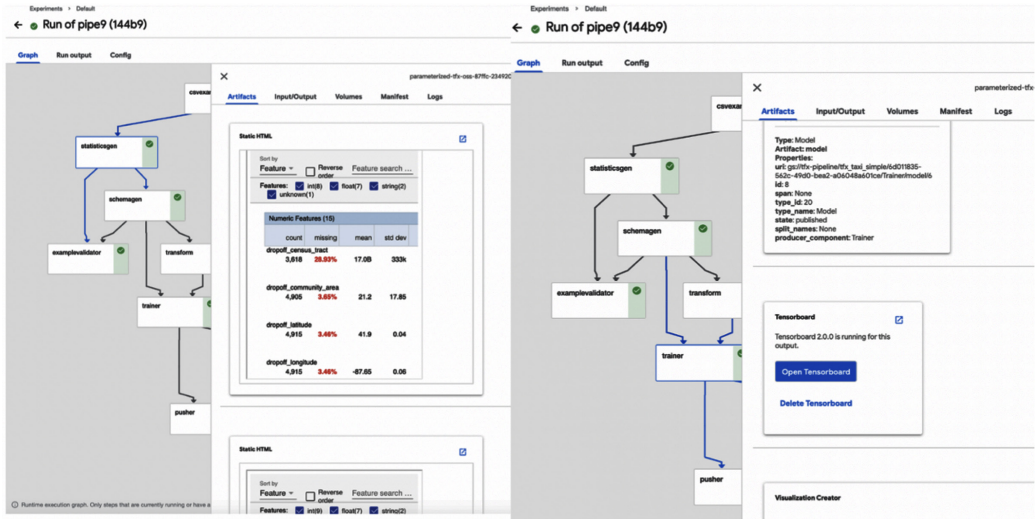 Experiments > Default
Run of pipe9 (144b9)
Graph Run output Config
parameterized-tfx-oss-87ffc-234920
Artifacts Input/Output Volumes Manifest Logs
csvexam
statisticsgen
schemagen
examplevalidator
transform
trainer
pusher
Runtime execution graph. Only steps that are currently running or have a
Static HTML
Sort by
Feature
Reverse order
Feature search ...
Features: int(8) float(7) string(2)
unknown(1)
Numeric Features (15)
count missing mean std dev
dropoff_census_tract
3,618 28.93% 17.0B 333k
dropoff_community_area
4,905 3.65% 21.2 17.85
dropoff_latitude
4,915 3.46% 41.9 0.04
dropoff_longitude
4,915 3.46% -87.65 0.06
Static HTML
Sort by
Feature
Reverse order
Feature search ...
Features: int(9) float(7) string(2)
Experiments > Default
Run of pipe9 (144b9)
Graph Run output Config
parameterized-tfx-
Artifacts Input/Output Volumes Manifest Logs
csvexar
statisticsgen
schemagen
examplevalidator
transform
trainer
pusher
Type: Model
Artifact: model
Properties:
uri: gs://tfx-pipeline/tfx_taxi_simple/6d011835-
562c-49d0-bea2-a06048a601ce/Trainer/model/6
id: 8
span: None
type_id: 20
type_name: Model
state: published
split_names: None
producer_component: Trainer
Tensorboard
Tensorboard 2.0.0 is running for this
output.
Open Tensorboard
Delete Tensorboard
Visualization Creator